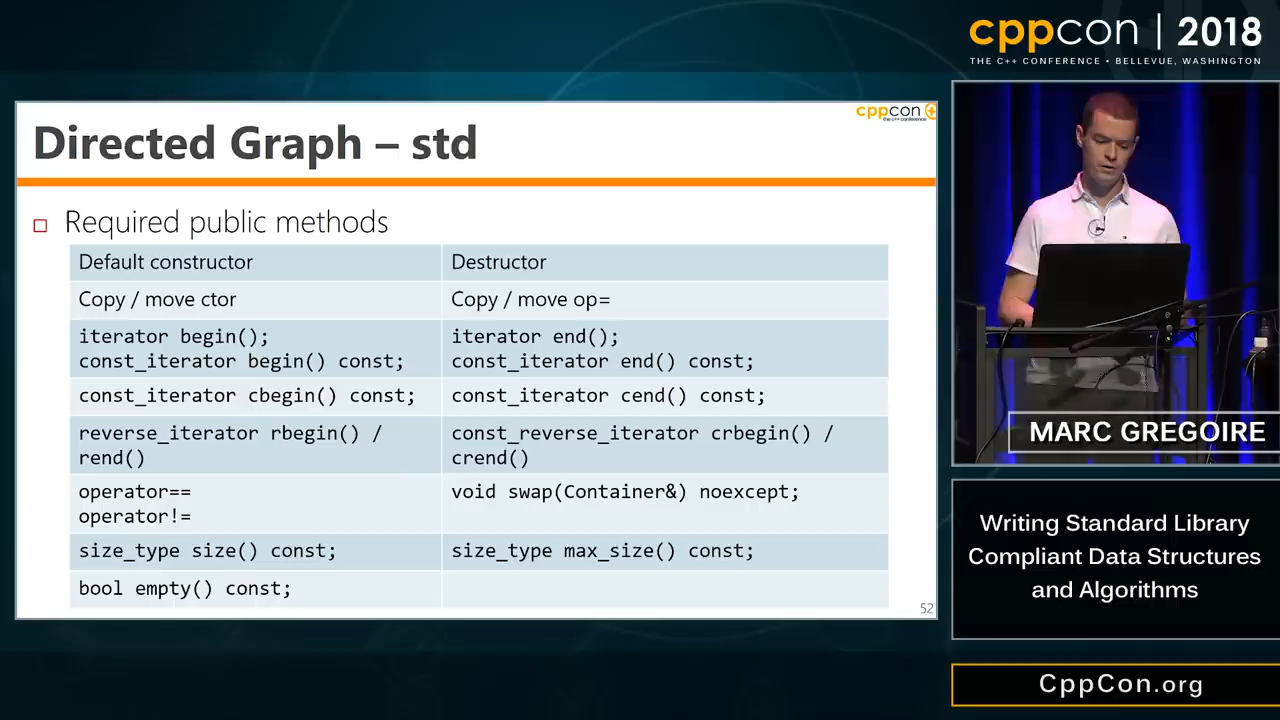 cppcon | 2018
THE C++ CONFERENCE • BELLEVUE, WASHINGTON
cppcon
the c++ conference
Directed Graph – std
Required public methods
Default constructor
Destructor
Copy / move ctor
Copy / move op=
iterator begin();
const_iterator begin() const;
iterator end();
const_iterator end() const;
const_iterator cbegin() const;
const_iterator cend() const;
reverse_iterator rbegin() /
rend()
const_reverse_iterator crbegin() /
crend()
operator==
operator!=
void swap(Container&) noexcept;
size_type size() const;
size_type max_size() const;
bool empty() const;
52
MARC GREGOIRE
Writing Standard Library
Compliant Data Structures
and Algorithms
CppCon.org